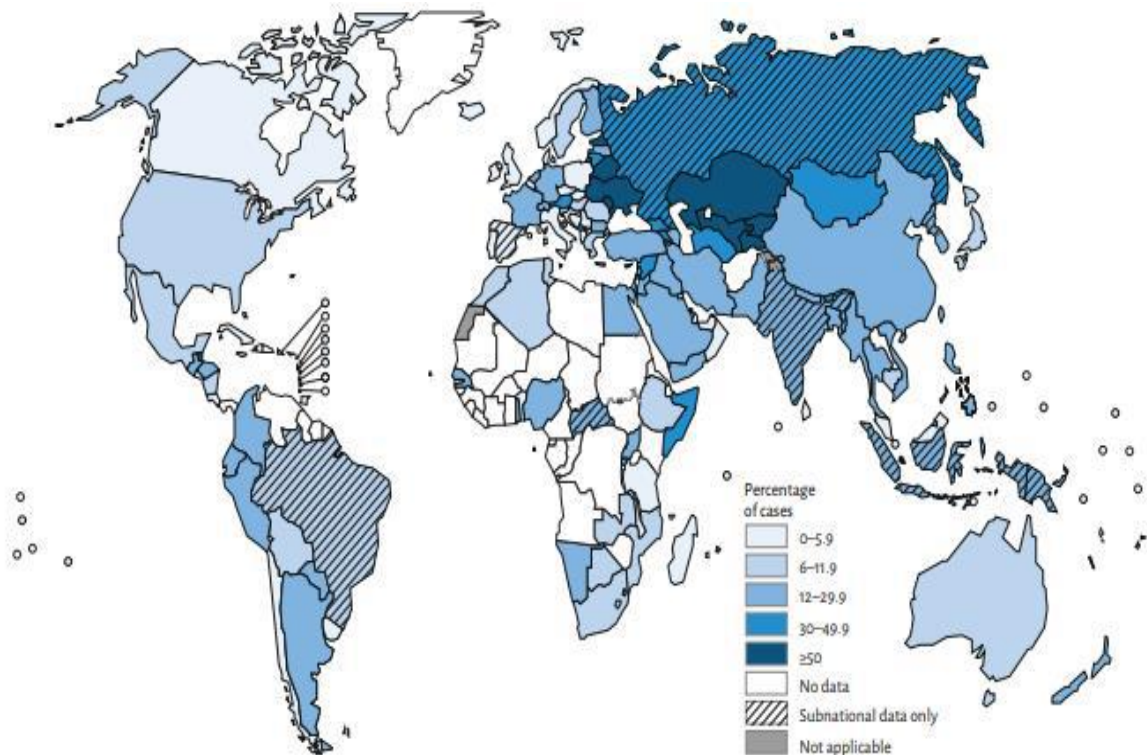 Percentage
of cases
0–5.9
6–11.9
12–29.9
30–49.9
≥50
No data
Subnational data only
Not applicable